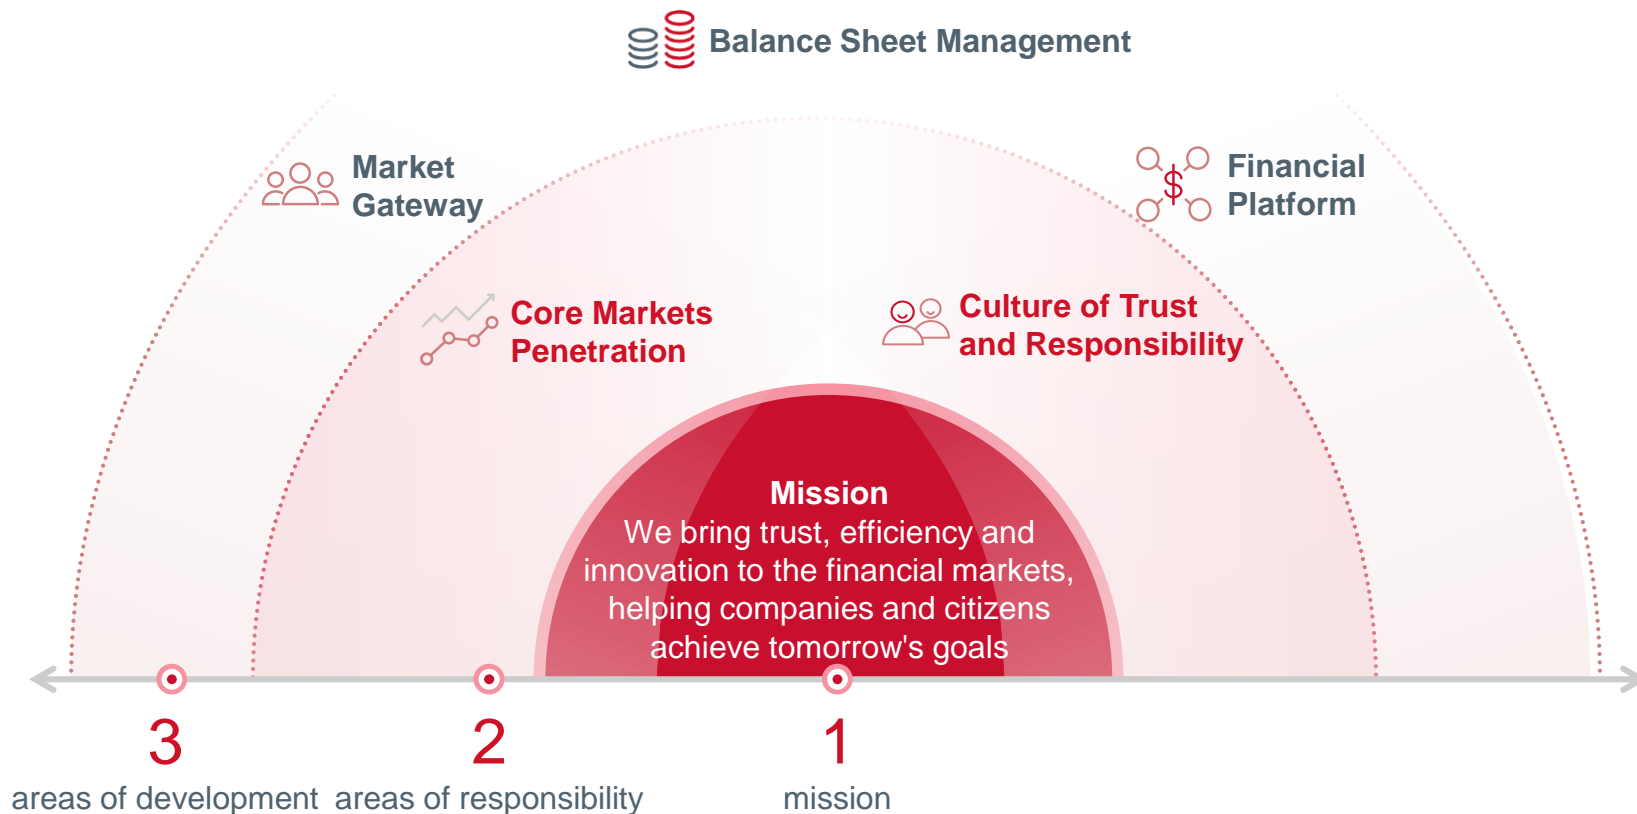 Balance Sheet Management
Market
Gateway
Financial
Platform
Core Markets
Penetration
Culture of Trust
and Responsibility
Mission
We bring trust, efficiency and
innovation to the financial markets,
helping companies and citizens
achieve tomorrow's goals
3
areas of development
2
areas of responsibility
1
mission